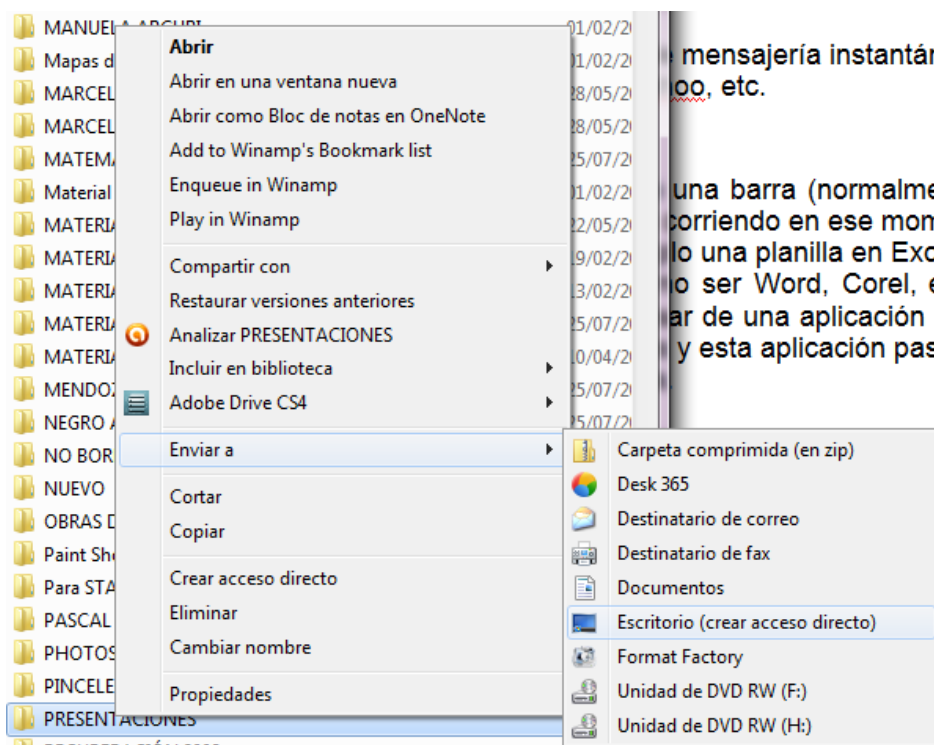 MANUELA ARCURI
Mapas d
MARCEL
MARCEL
MATEMA
Material
MATERIA
MATERIA
MATERIA
MATERIA
MATERIA
MENDOZ
NEGRO A
NO BOR
NUEVO
OBRAS D
Paint Sho
Para STA
PASCAL
PHOTOS
PINCELE
PRESENTACIONES
01/02/20
01/02/20
28/05/20
28/05/20
25/07/20
01/02/20
22/05/20
19/02/20
13/02/20
25/07/20
10/04/20
25/07/20
25/07/20
Abrir
Abrir en una ventana nueva
Abrir como Bloc de notas en OneNote
Add to Winamp's Bookmark list
Enqueue in Winamp
Play in Winamp
Compartir con
Restaurar versiones anteriores
Analizar PRESENTACIONES
Incluir en biblioteca
Adobe Drive CS4
Enviar a
Cortar
Copiar
Crear acceso directo
Eliminar
Cambiar nombre
Propiedades
Carpeta comprimida (en zip)
Desk 365
Destinatario de correo
Destinatario de fax
Documentos
Escritorio (crear acceso directo)
Format Factory
Unidad de DVD RW (F:)
Unidad de DVD RW (H:)
mensajería instantán
oo, etc.
una barra (normalme
corriendo en ese mom
lo una planilla en Exc
o ser Word, Corel, e
ar de una aplicación
y esta aplicación pas